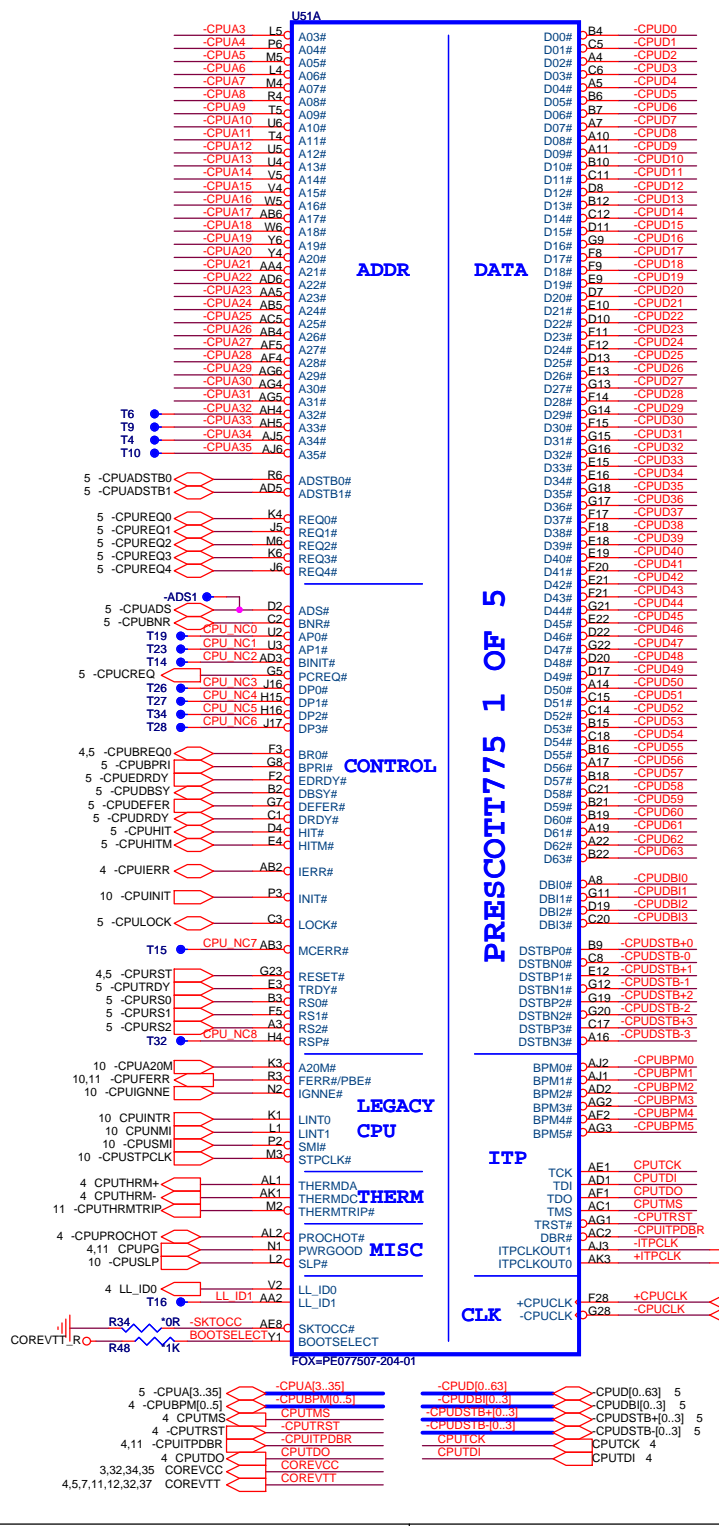 U51A
-CPUA3 L5 A03#
-CPUA4 P6 A04#
-CPUA5 M5 A05#
-CPUA6 L4 A06#
-CPUA7 M4 A07#
-CPUA8 R4 A08#
-CPUA9 T5 A09#
-CPUA10 U6 A10#
-CPUA11 T4 A11#
-CPUA12 U5 A12#
-CPUA13 U4 A13#
-CPUA14 V5 A14#
-CPUA15 V4 A15#
-CPUA16 W5 A16#
-CPUA17 AB6 A17#
-CPUA18 W6 A18#
-CPUA19 Y6 A19#
-CPUA20 Y4 A20#
-CPUA21 AA4 A21#
-CPUA22 AD6 A22#
-CPUA23 AA5 A23#
-CPUA24 AB5 A24#
-CPUA25 AC5 A25#
-CPUA26 AB4 A26#
-CPUA27 AF5 A27#
-CPUA28 AF4 A28#
-CPUA29 AG6 A29#
-CPUA30 AG4 A30#
-CPUA31 AG5 A31#
T6 -CPUA32 AH4 A32#
T9 -CPUA33 AH5 A33#
T4 -CPUA34 AJ5 A34#
T10 -CPUA35 AJ6 A35#
ADDR
5 -CPUADSTB0 R6 ADSTB0#
5 -CPUADSTB1 AD5 ADSTB1#
5 -CPUREQ0 K4 REQ0#
5 -CPUREQ1 J5 REQ1#
5 -CPUREQ2 M6 REQ2#
5 -CPUREQ3 K6 REQ3#
5 -CPUREQ4 J6 REQ4#
-ADS1
5 -CPUADS D2 ADS#
5 -CPUBNR C2 BNR#
T19 CPU_NC0 U2 AP0#
T23 CPU_NC1 U3 AP1#
T14 CPU_NC2 AD3 BINIT#
5 -CPUCREQ G5 PCREQ#
T26 CPU_NC3 J16 DP0#
T27 CPU_NC4 H15 DP1#
T34 CPU_NC5 H16 DP2#
T28 CPU_NC6 J17 DP3#
4,5 -CPUBREQ0 F3 BR0#
5 -CPUBPRI G8 BPRI#
5 -CPUEDRDY F2 EDRDY#
5 -CPUDBSY B2 DBSY#
5 -CPUDEFER G7 DEFER#
5 -CPUDRDY C1 DRDY#
5 -CPUHIT D4 HIT#
5 -CPUHITM E4 HITM#
CONTROL
4 -CPUIERR AB2 IERR#
10 -CPUINIT P3 INIT#
5 -CPULOCK C3 LOCK#
T15 CPU_NC7 AB3 MCERR#
4,5 -CPURST G23 RESET#
5 -CPUTRDY E3 TRDY#
5 -CPURS0 B3 RS0#
5 -CPURS1 F5 RS1#
5 -CPURS2 A3 RS2#
T32 CPU_NC8 H4 RSP#
10 -CPUA20M K3 A20M#
10,11 -CPUFERR R3 FERR#/PBE#
10 -CPUIGNNE N2 IGNNE#
LEGACY
CPU
10 CPUINTR K1 LINT0
10 CPUNMI L1 LINT1
10 -CPUSMI P2 SMI#
10 -CPUSTPCLK M3 STPCLK#
4 CPUTHRM+ AL1 THERMDA
4 CPUTHRM- AK1 THERMDC
11 -CPUTHRMTRIP M2 THERMTRIP#
THERM
4 -CPUPROCHOT AL2 PROCHOT#
4,11 CPUPG N1 PWRGOOD
10 -CPUSLP L2 SLP#
MISC
4 LL_ID0 V2 LL_ID0
T16 LL_ID1 AA2 LL_ID1
R34 *0R -SKTOCC AE8 SKTOCC#
COREVTT_R R48 *1K BOOTSELECT Y1 BOOTSELECT
FOX=PE077507-204-01
PRESCOTT775 1 OF 5
DATA
D00# B4 -CPUD0
D01# C5 -CPUD1
D02# A4 -CPUD2
D03# C6 -CPUD3
D04# A5 -CPUD4
D05# B6 -CPUD5
D06# B7 -CPUD6
D07# A7 -CPUD7
D08# A10 -CPUD8
D09# A11 -CPUD9
D10# B10 -CPUD10
D11# C11 -CPUD11
D12# D8 -CPUD12
D13# B12 -CPUD13
D14# C12 -CPUD14
D15# D11 -CPUD15
D16# G9 -CPUD16
D17# F8 -CPUD17
D18# F9 -CPUD18
D19# E9 -CPUD19
D20# D7 -CPUD20
D21# E10 -CPUD21
D22# D10 -CPUD22
D23# F11 -CPUD23
D24# F12 -CPUD24
D25# D13 -CPUD25
D26# E13 -CPUD26
D27# G13 -CPUD27
D28# F14 -CPUD28
D29# G14 -CPUD29
D30# F15 -CPUD30
D31# G15 -CPUD31
D32# G16 -CPUD32
D33# E15 -CPUD33
D34# E16 -CPUD34
D35# G18 -CPUD35
D36# G17 -CPUD36
D37# F17 -CPUD37
D38# F18 -CPUD38
D39# E18 -CPUD39
D40# E19 -CPUD40
D41# F20 -CPUD41
D42# E21 -CPUD42
D43# F21 -CPUD43
D44# G21 -CPUD44
D45# E22 -CPUD45
D46# D22 -CPUD46
D47# G22 -CPUD47
D48# D20 -CPUD48
D49# D17 -CPUD49
D50# A14 -CPUD50
D51# C15 -CPUD51
D52# C14 -CPUD52
D53# B15 -CPUD53
D54# C18 -CPUD54
D55# B16 -CPUD55
D56# A17 -CPUD56
D57# B18 -CPUD57
D58# C21 -CPUD58
D59# B21 -CPUD59
D60# B19 -CPUD60
D61# A19 -CPUD61
D62# A22 -CPUD62
D63# B22 -CPUD63
DBI0# A8 -CPUDBI0
DBI1# G11 -CPUDBI1
DBI2# D19 -CPUDBI2
DBI3# C20 -CPUDBI3
DSTBP0# B9 -CPUDSTB+0
DSTBN0# C8 -CPUDSTB-0
DSTBP1# E12 -CPUDSTB+1
DSTBN1# G12 -CPUDSTB-1
DSTBP2# G19 -CPUDSTB+2
DSTBN2# G20 -CPUDSTB-2
DSTBP3# C17 -CPUDSTB+3
DSTBN3# A16 -CPUDSTB-3
BPM0# AJ2 -CPUBPM0
BPM1# AJ1 -CPUBPM1
BPM2# AD2 -CPUBPM2
BPM3# AG2 -CPUBPM3
BPM4# AF2 -CPUBPM4
BPM5# AG3 -CPUBPM5
ITP
TCK AE1 CPUTCK
TDI AD1 CPUTDI
TDO AF1 CPUTDO
TMS AC1 CPUTMS
TRST# AG1 -CPUTRST
DBR# AC2 -CPUITPDBR
ITPCLKOUT1 AJ3 -ITPCLK
ITPCLKOUT0 AK3 +ITPCLK
CLK
+CPUCLK F28 +CPUCLK
-CPUCLK G28 -CPUCLK
5 -CPUA[3..35] -CPUA[3..35]
4 -CPUBPM[0..5] -CPUBPM[0..5]
4 CPUTMS CPUTMS
4 -CPUTRST -CPUTRST
4,11 -CPUITPDBR -CPUITPDBR
4 CPUTDO CPUTDO
3,32,34,35 COREVCC COREVCC
4,5,7,11,12,32,37 COREVTT COREVTT
-CPUD[0..63] -CPUD[0..63] 5
-CPUDBI[0..3] -CPUDBI[0..3] 5
-CPUDSTB+[0..3] -CPUDSTB+[0..3] 5
-CPUDSTB-[0..3] -CPUDSTB-[0..3] 5
CPUTCK CPUTCK 4
CPUTDI CPUTDI 4